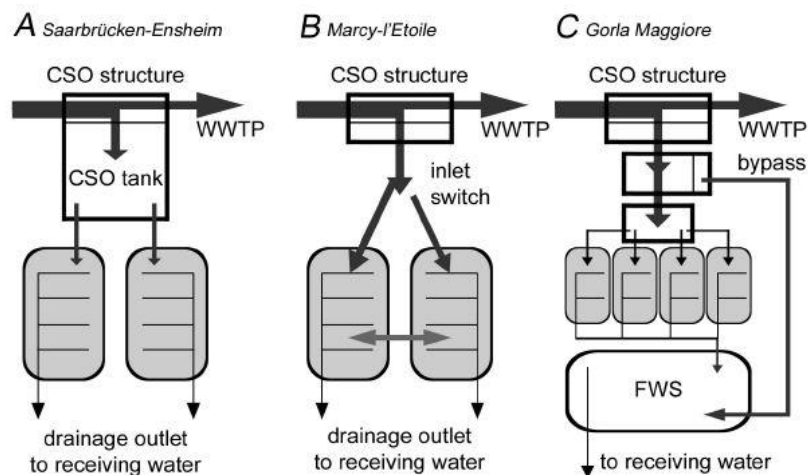 A Saarbrücken-Ensheim
CSO structure
WWTP
CSO tank
drainage outlet
to receiving water
B Marcy-l'Etoile
CSO structure
WWTP
inlet
switch
drainage outlet
to receiving water
C Gorla Maggiore
CSO structure
WWTP
bypass
FWS
to receiving water